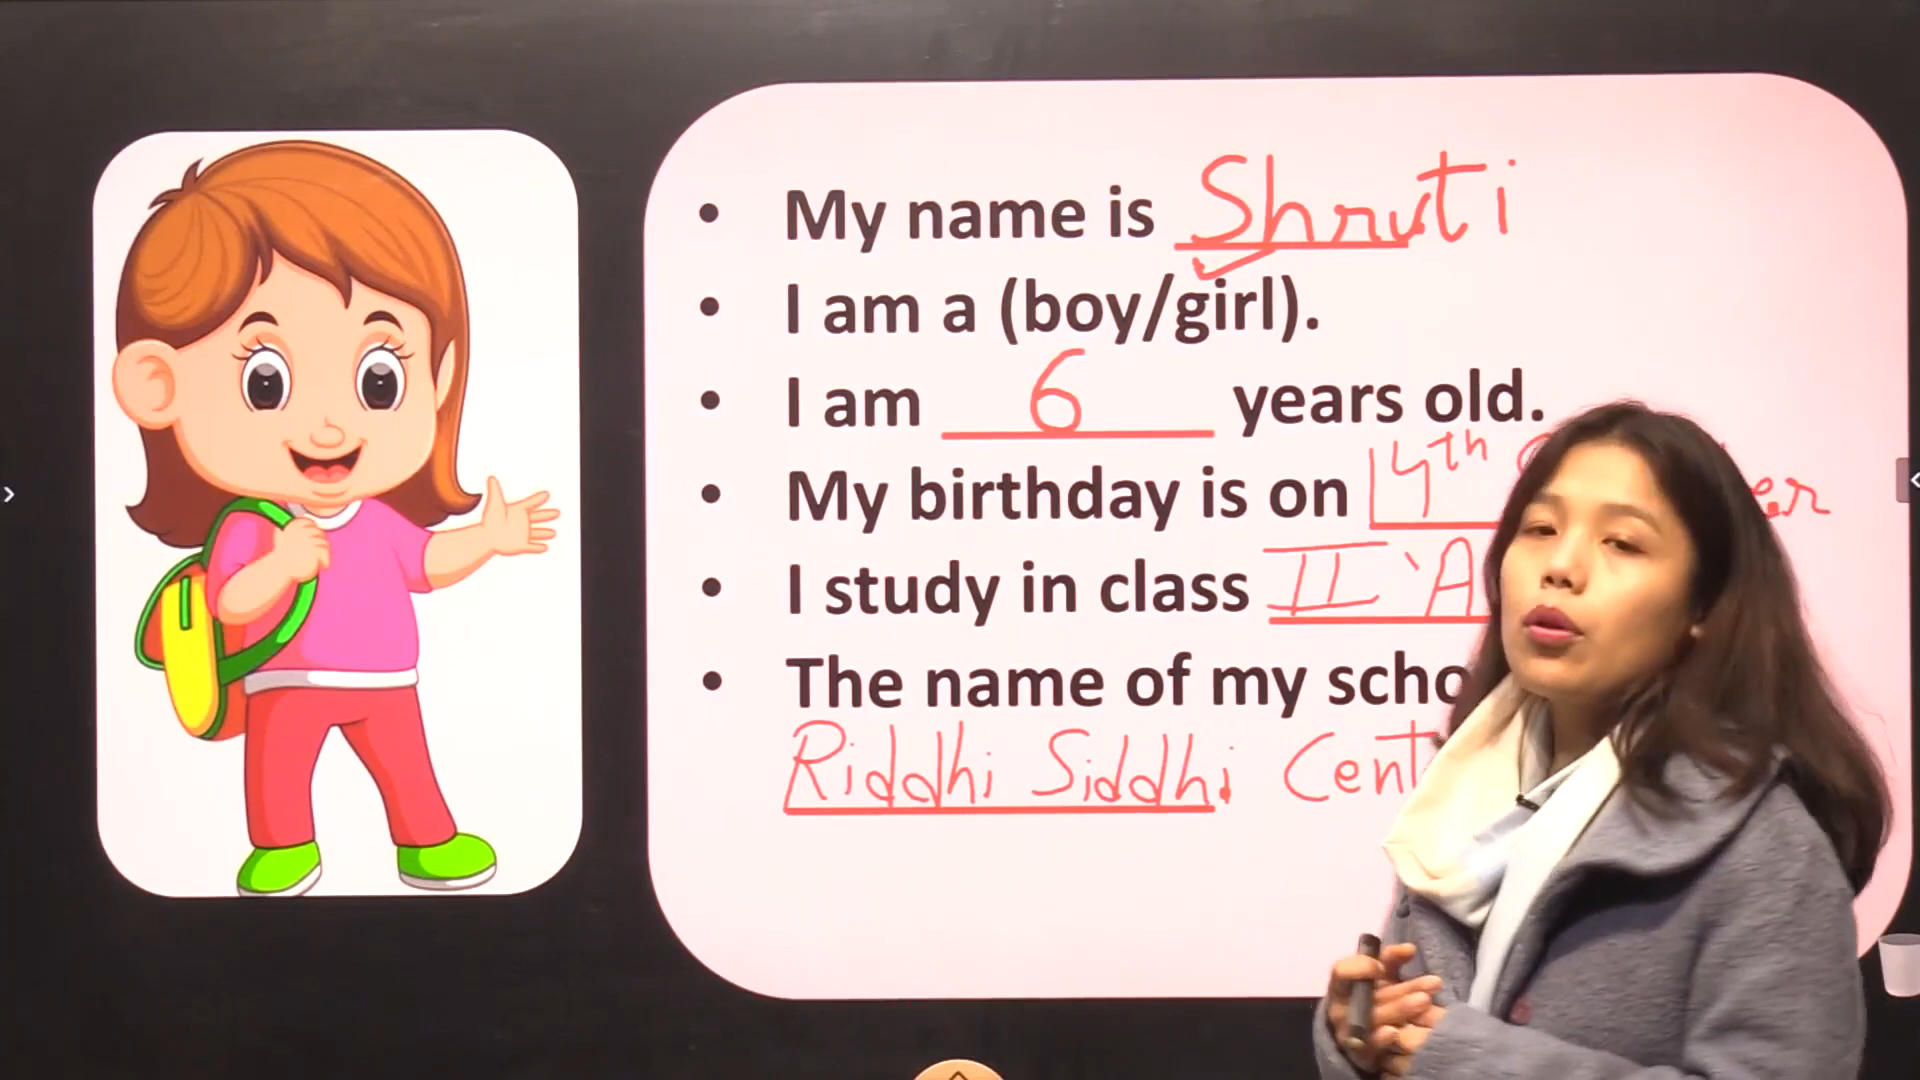 • My name is Shruti
• I am a (boy/girl).
• I am 6 years old.
• My birthday is on 14th
• I study in class II 'A
• The name of my scho
Riddhi Siddhi Cent